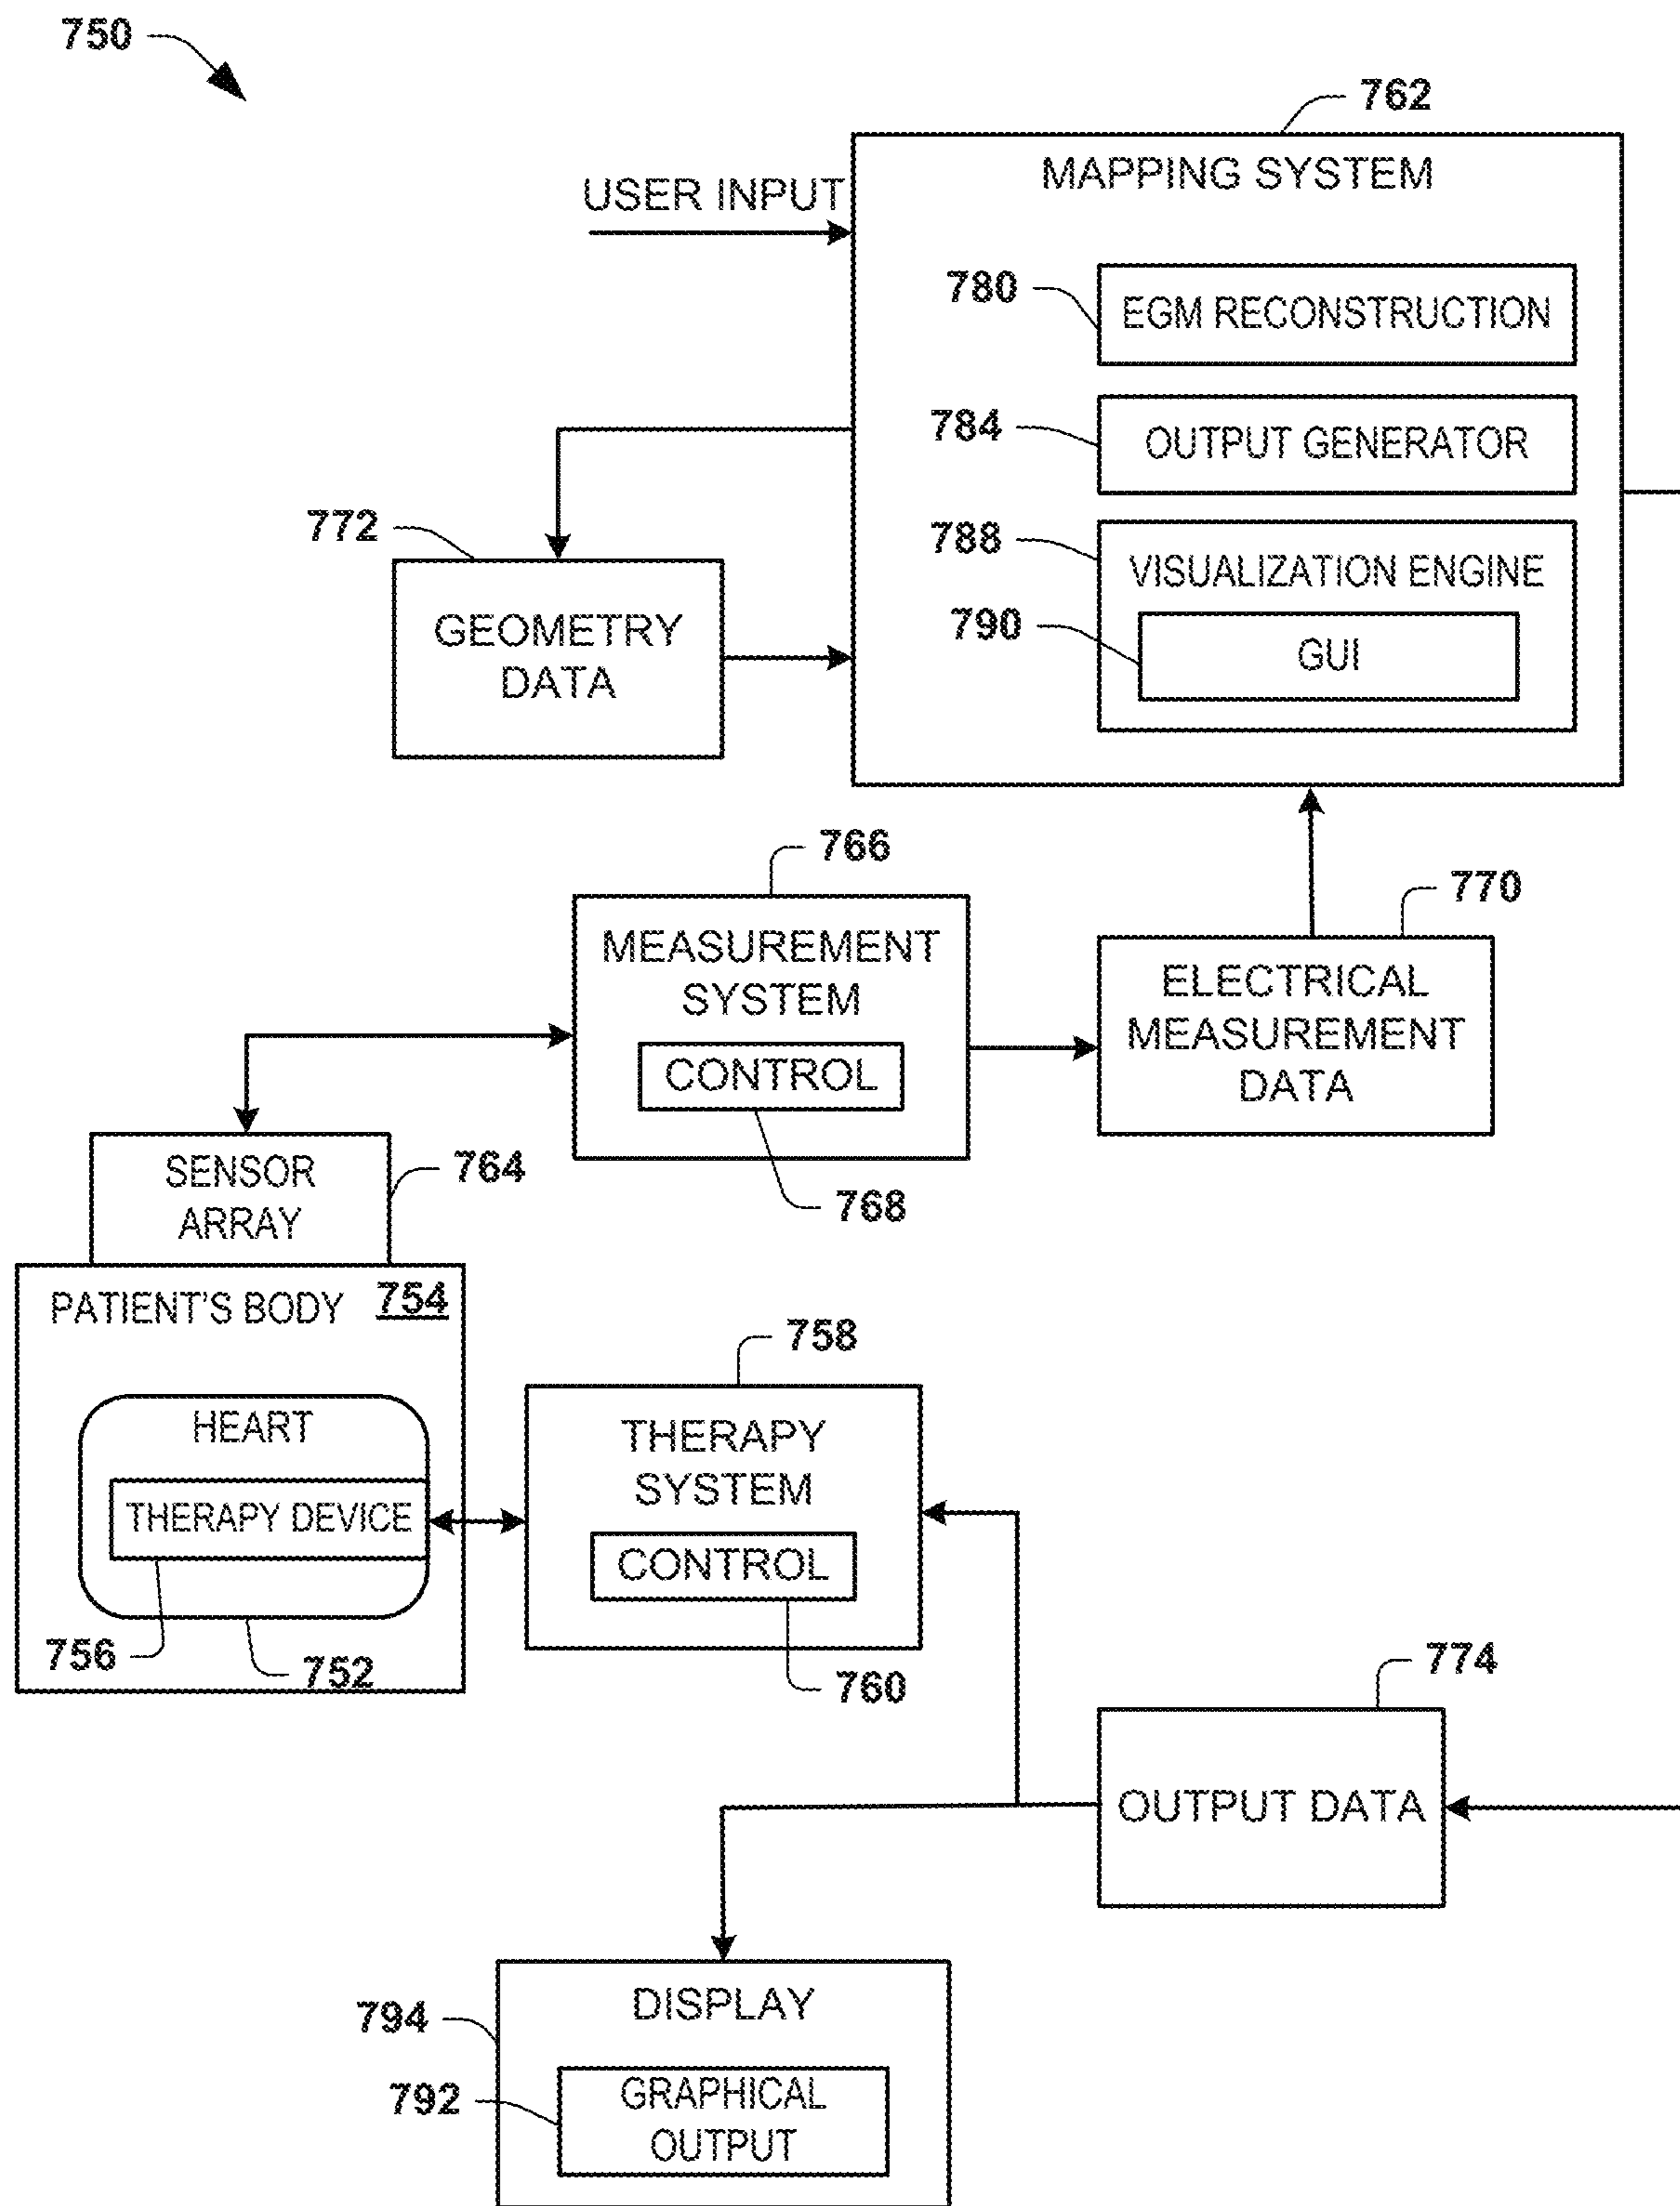 750
762
MAPPING SYSTEM
USER INPUT
780
EGM RECONSTRUCTION
784
OUTPUT GENERATOR
772
788
VISUALIZATION ENGINE
790
GUI
GEOMETRY
DATA
766
770
MEASUREMENT
SYSTEM
CONTROL
768
ELECTRICAL
MEASUREMENT
DATA
SENSOR
ARRAY
764
PATIENT'S BODY
754
758
HEART
THERAPY DEVICE
THERAPY
SYSTEM
CONTROL
756
752
760
774
OUTPUT DATA
794
DISPLAY
792
GRAPHICAL
OUTPUT